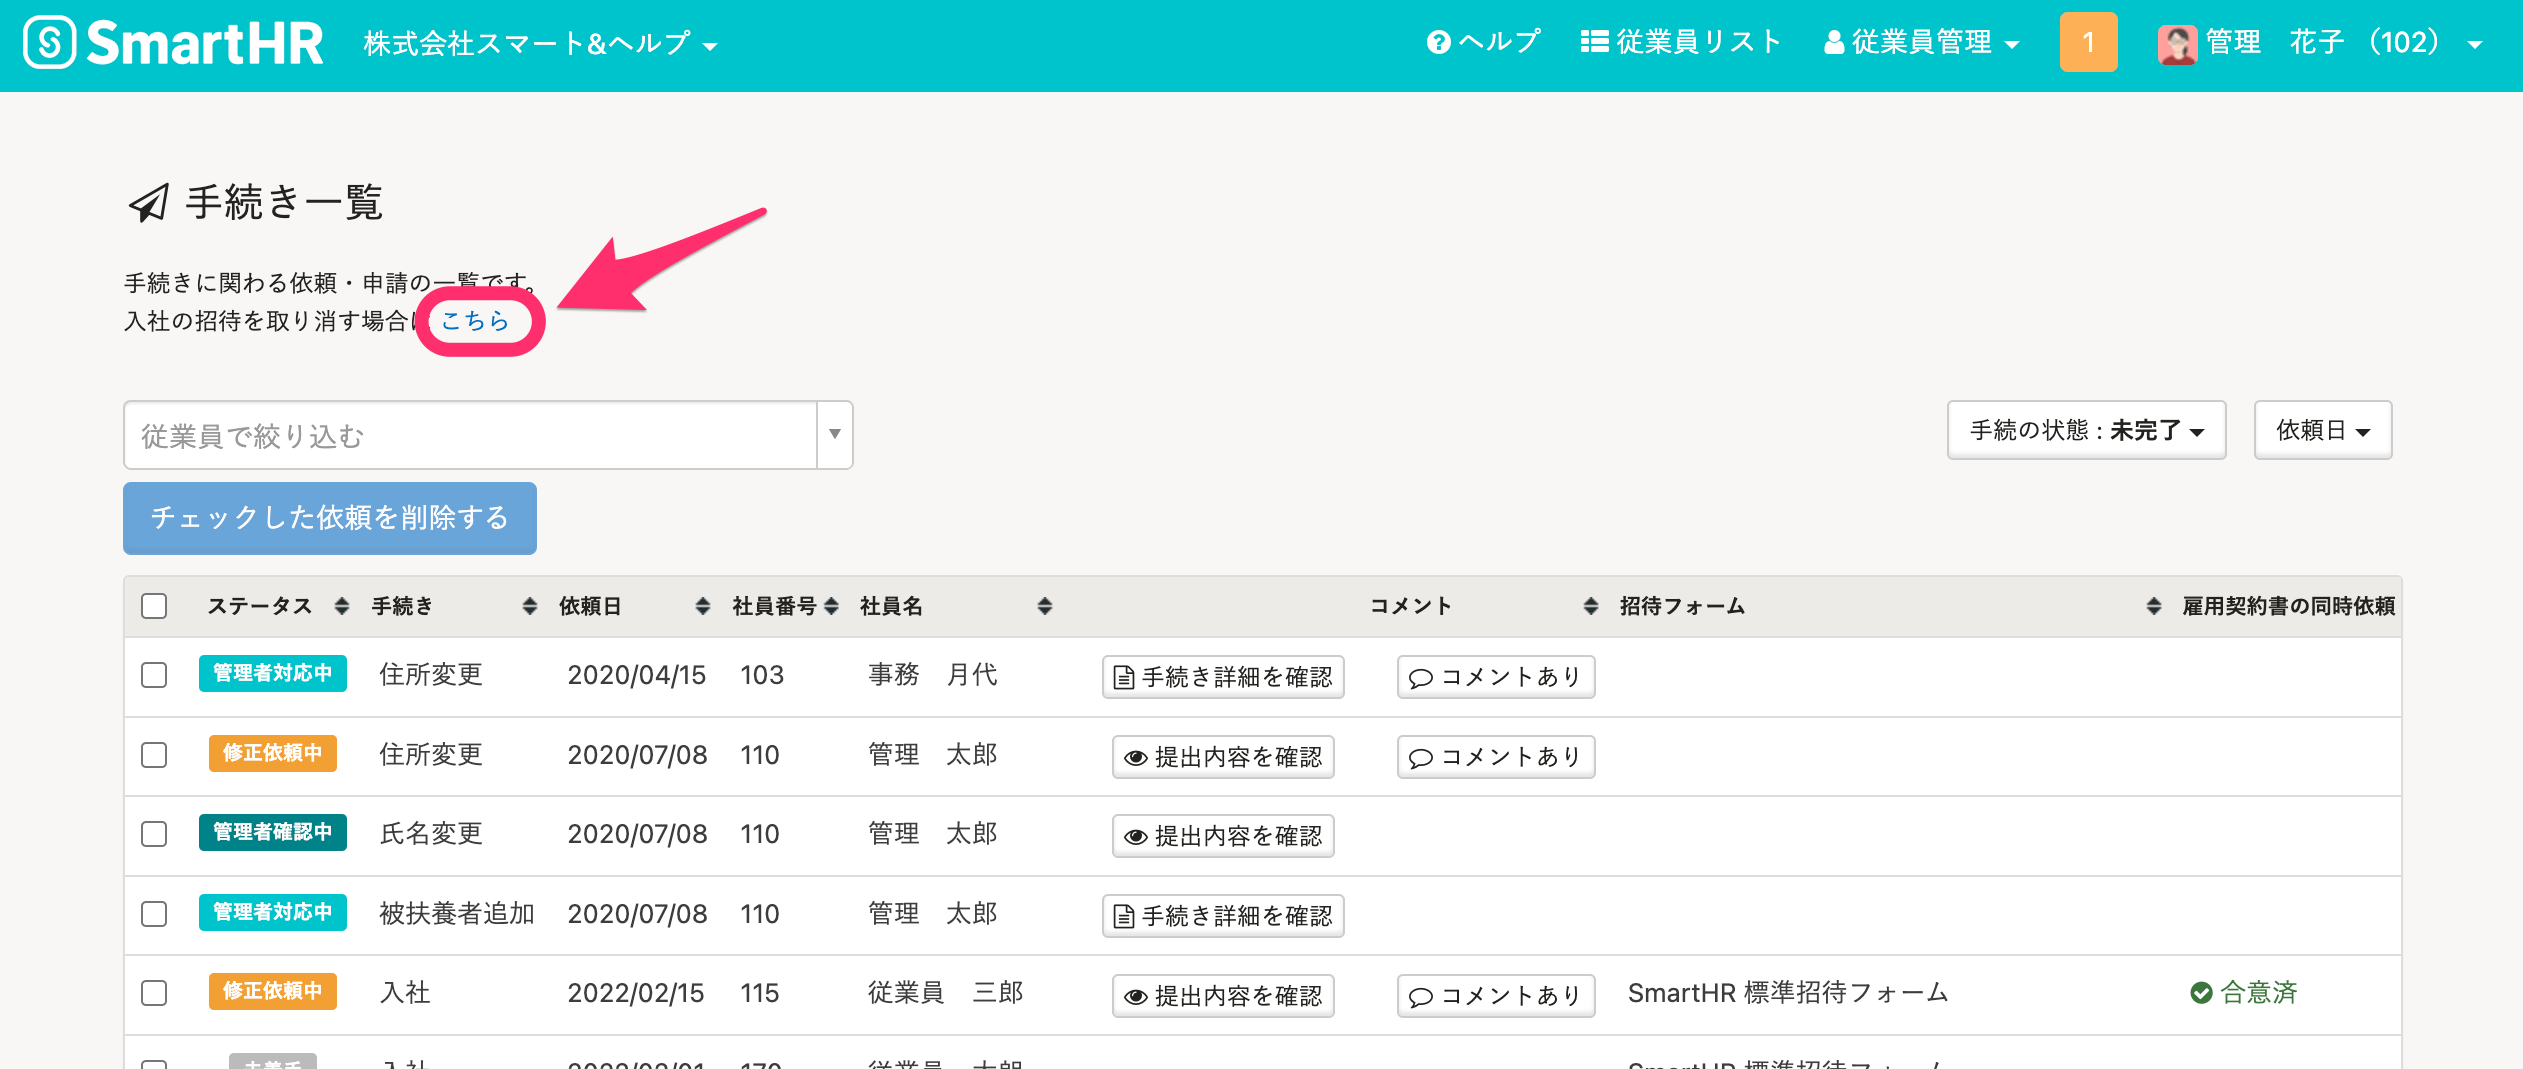 SmartHR 株式会社スマート&ヘルプ ヘルプ 従業員リスト 従業員管理 1 管理 花子 (102)
手続き一覧
手続きに関わる依頼・申請の一覧です。
入社の招待を取り消す場合は こちら
従業員で絞り込む
手続の状態 : 未完了 依頼日
チェックした依頼を削除する
ステータス 手続き 依頼日 社員番号 社員名 コメント 招待フォーム 雇用契約書の同時依頼
管理者対応中 住所変更 2020/04/15 103 事務 月代 手続き詳細を確認 コメントあり
修正依頼中 住所変更 2020/07/08 110 管理 太郎 提出内容を確認 コメントあり
管理者確認中 氏名変更 2020/07/08 110 管理 太郎 提出内容を確認
管理者対応中 被扶養者追加 2020/07/08 110 管理 太郎 手続き詳細を確認
修正依頼中 入社 2022/02/15 115 従業員 三郎 提出内容を確認 コメントあり SmartHR 標準招待フォーム 合意済
入社 従業員 SmartHR 標準招待フォーム